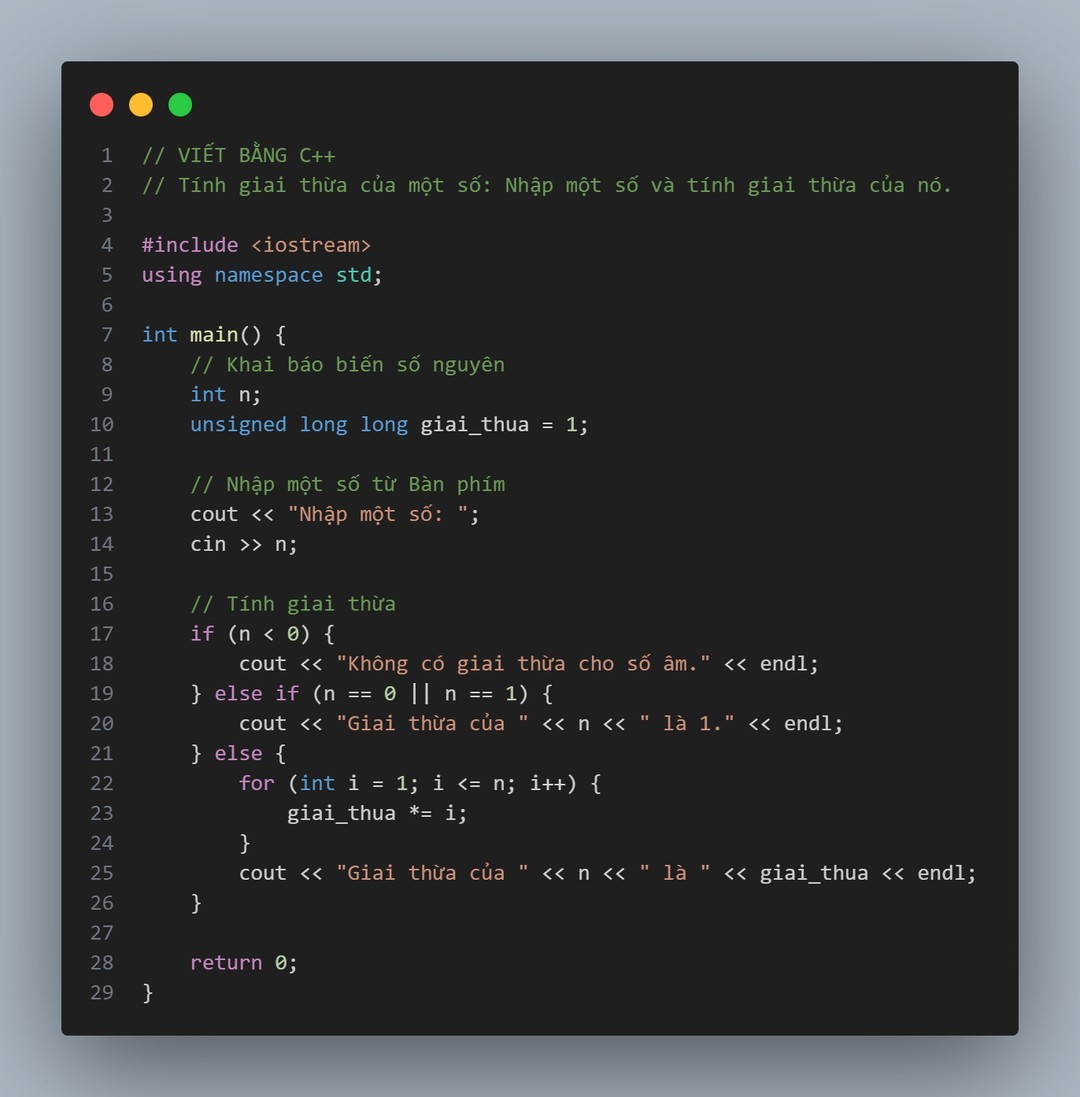 1 // VIẾT BẰNG C++
2 // Tính giai thừa của một số: Nhập một số và tính giai thừa của nó.
3
4 #include <iostream>
5 using namespace std;
6
7 int main() {
8     // Khai báo biến số nguyên
9     int n;
10     unsigned long long giai_thua = 1;
11
12     // Nhập một số từ Bàn phím
13     cout << "Nhập một số: ";
14     cin >> n;
15
16     // Tính giai thừa
17     if (n < 0) {
18         cout << "Không có giai thừa cho số âm." << endl;
19     } else if (n == 0 || n == 1) {
20         cout << "Giai thừa của " << n << " là 1." << endl;
21     } else {
22         for (int i = 1; i <= n; i++) {
23             giai_thua *= i;
24         }
25         cout << "Giai thừa của " << n << " là " << giai_thua << endl;
26     }
27
28     return 0;
29 }